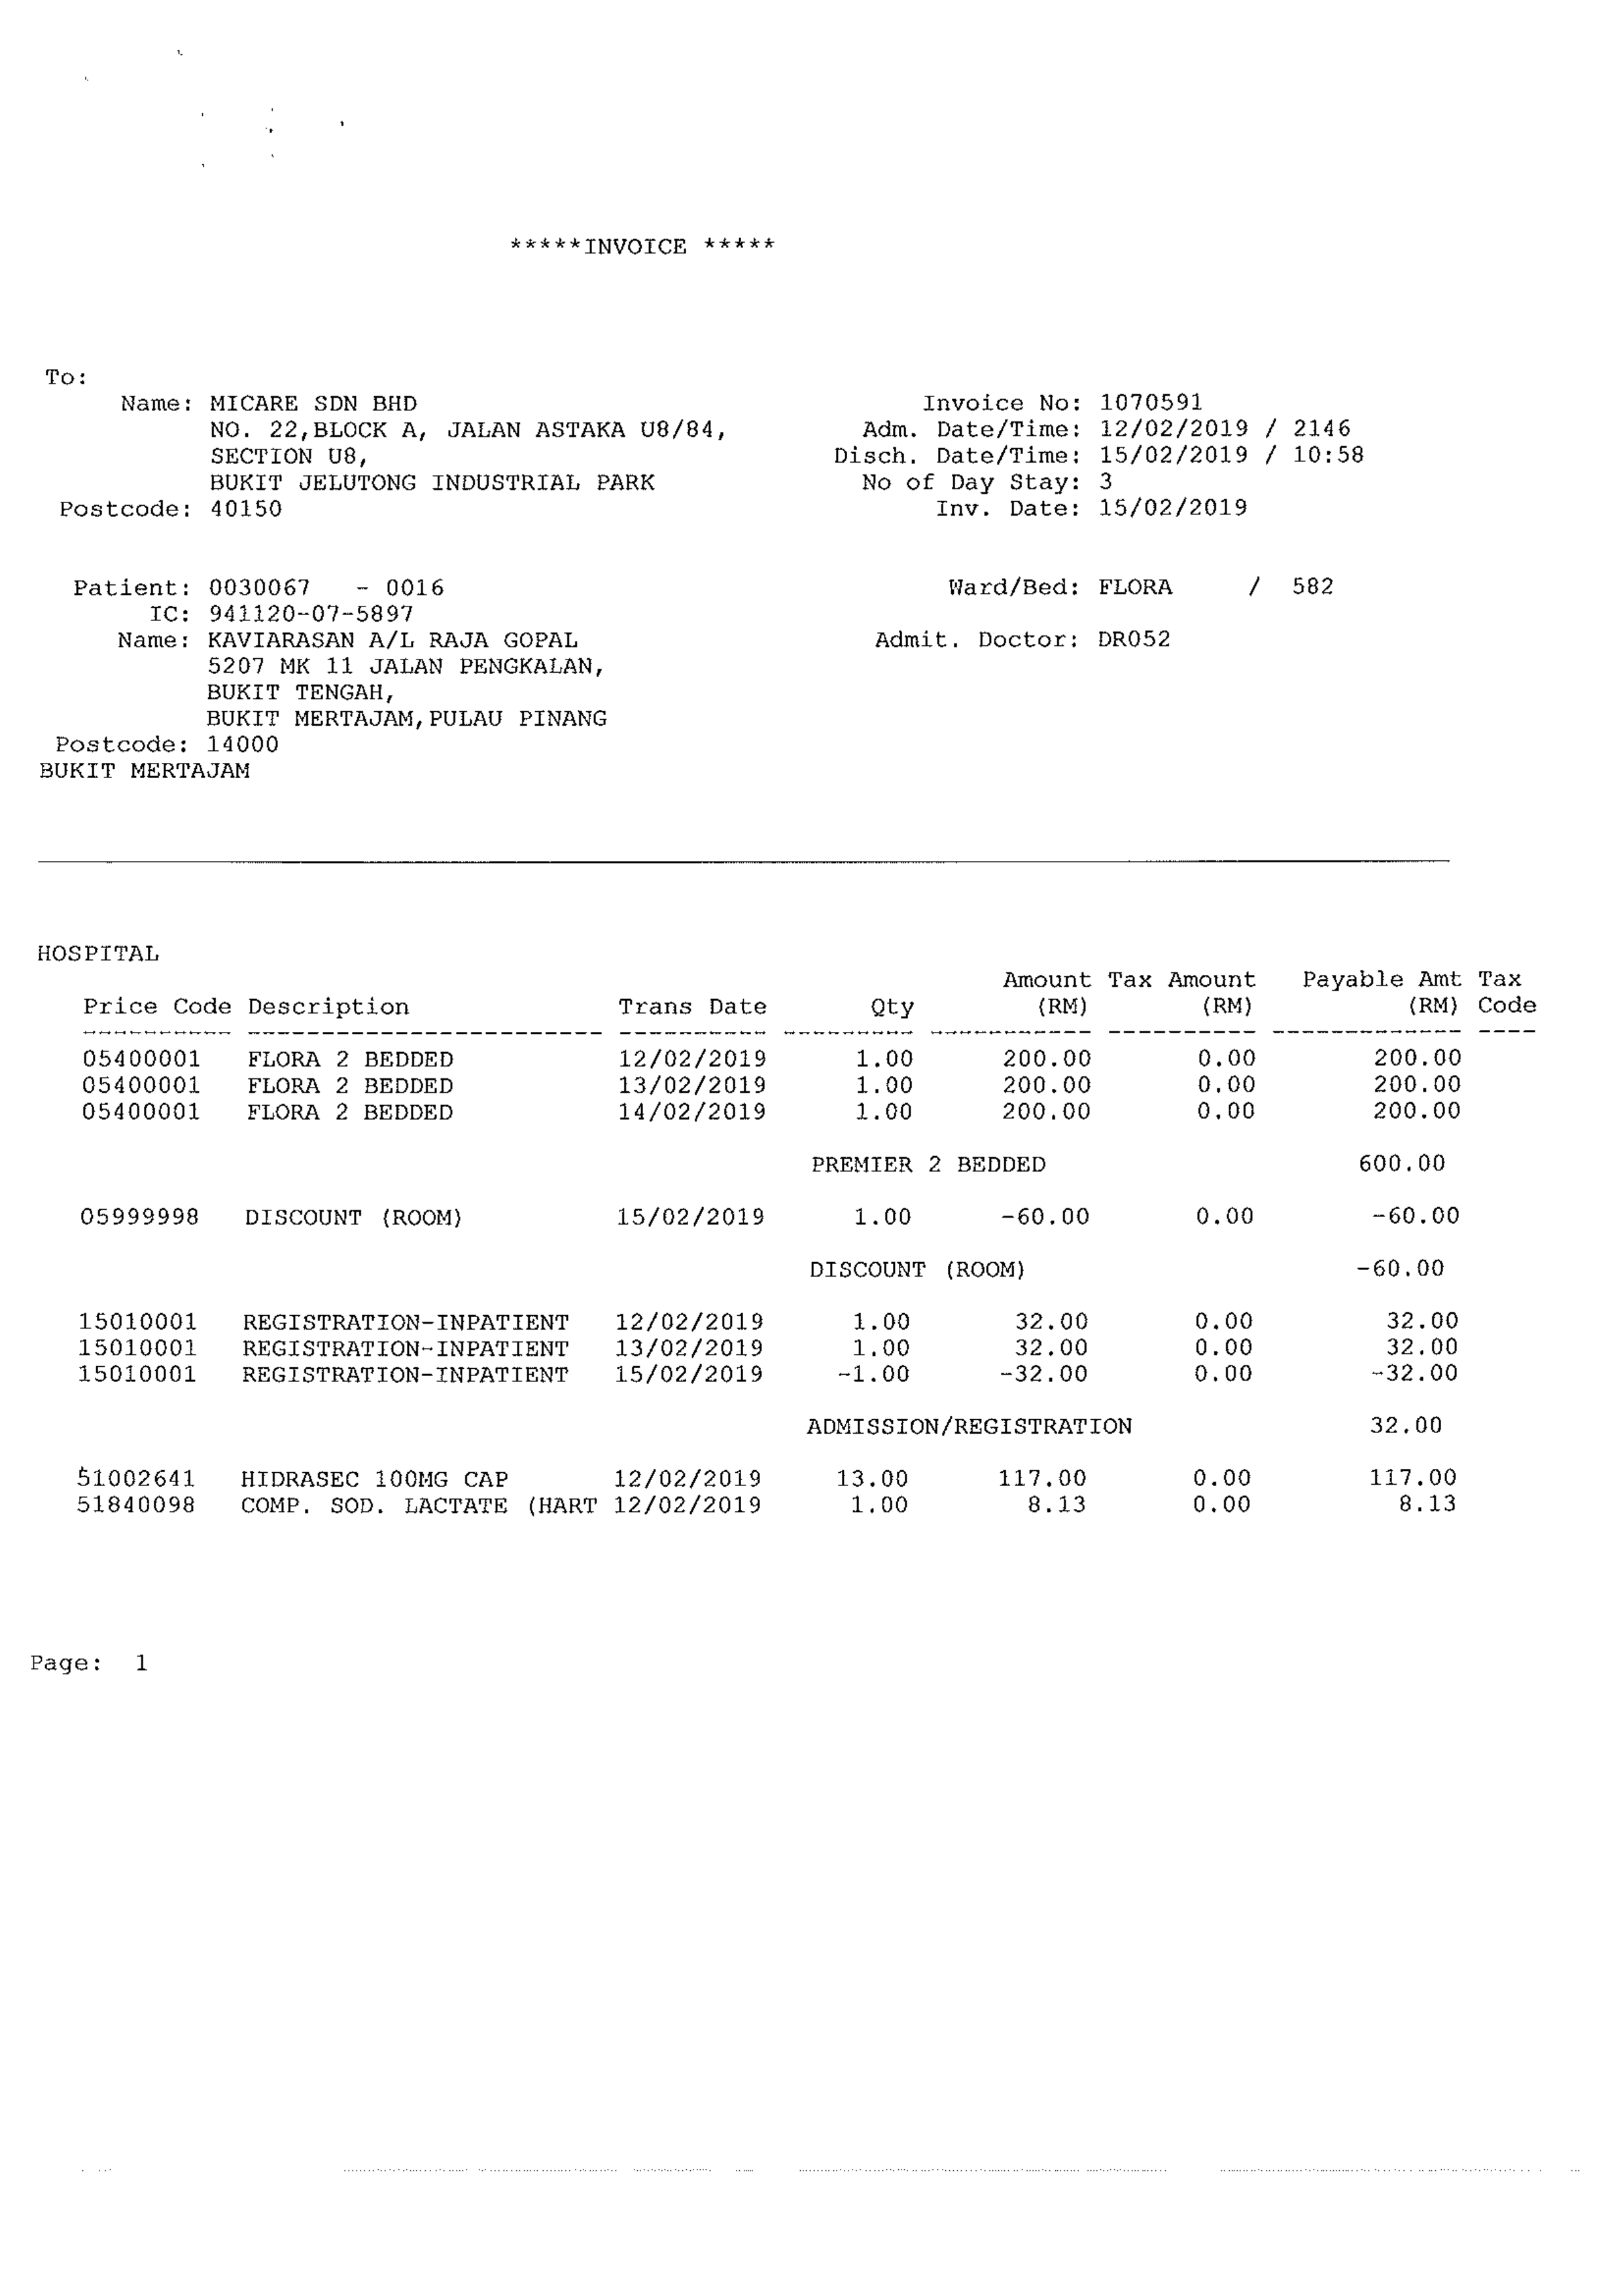 *****INVOICE *****
To:
Name: MICARE SDN BHD Invoice No: 1070591
NO. 22,BLOCK A, JALAN ASTAKA U8/84, Adm. Date/Time: 12/02/2019 / 2146
SECTION U8, Disch. Date/Time: 15/02/2019 / 10:58
BUKIT JELUTONG INDUSTRIAL PARK No of Day Stay: 3
Postcode: 40150 Inv. Date: 15/02/2019
Patient: 0030067 - 0016 Ward/Bed: FLORA / 582
IC: 941120-07-5897
Name: KAVIARASAN A/L RAJA GOPAL Admit. Doctor: DR052
5207 MK 11 JALAN PENGKALAN,
BUKIT TENGAH,
BUKIT MERTAJAM,PULAU PINANG
Postcode: 14000
BUKIT MERTAJAM
HOSPITAL
Amount Tax Amount Payable Amt Tax
Price Code Description Trans Date Qty (RM) (RM) (RM) Code
---------- ------------------------ ---------- --------- ----------- ---------- ------------- ----
05400001 FLORA 2 BEDDED 12/02/2019 1.00 200.00 0.00 200.00
05400001 FLORA 2 BEDDED 13/02/2019 1.00 200.00 0.00 200.00
05400001 FLORA 2 BEDDED 14/02/2019 1.00 200.00 0.00 200.00
PREMIER 2 BEDDED 600.00
05999998 DISCOUNT (ROOM) 15/02/2019 1.00 -60.00 0.00 -60.00
DISCOUNT (ROOM) -60.00
15010001 REGISTRATION-INPATIENT 12/02/2019 1.00 32.00 0.00 32.00
15010001 REGISTRATION-INPATIENT 13/02/2019 1.00 32.00 0.00 32.00
15010001 REGISTRATION-INPATIENT 15/02/2019 -1.00 -32.00 0.00 -32.00
ADMISSION/REGISTRATION 32.00
51002641 HIDRASEC 100MG CAP 12/02/2019 13.00 117.00 0.00 117.00
51840098 COMP. SOD. LACTATE (HART 12/02/2019 1.00 8.13 0.00 8.13
Page: 1